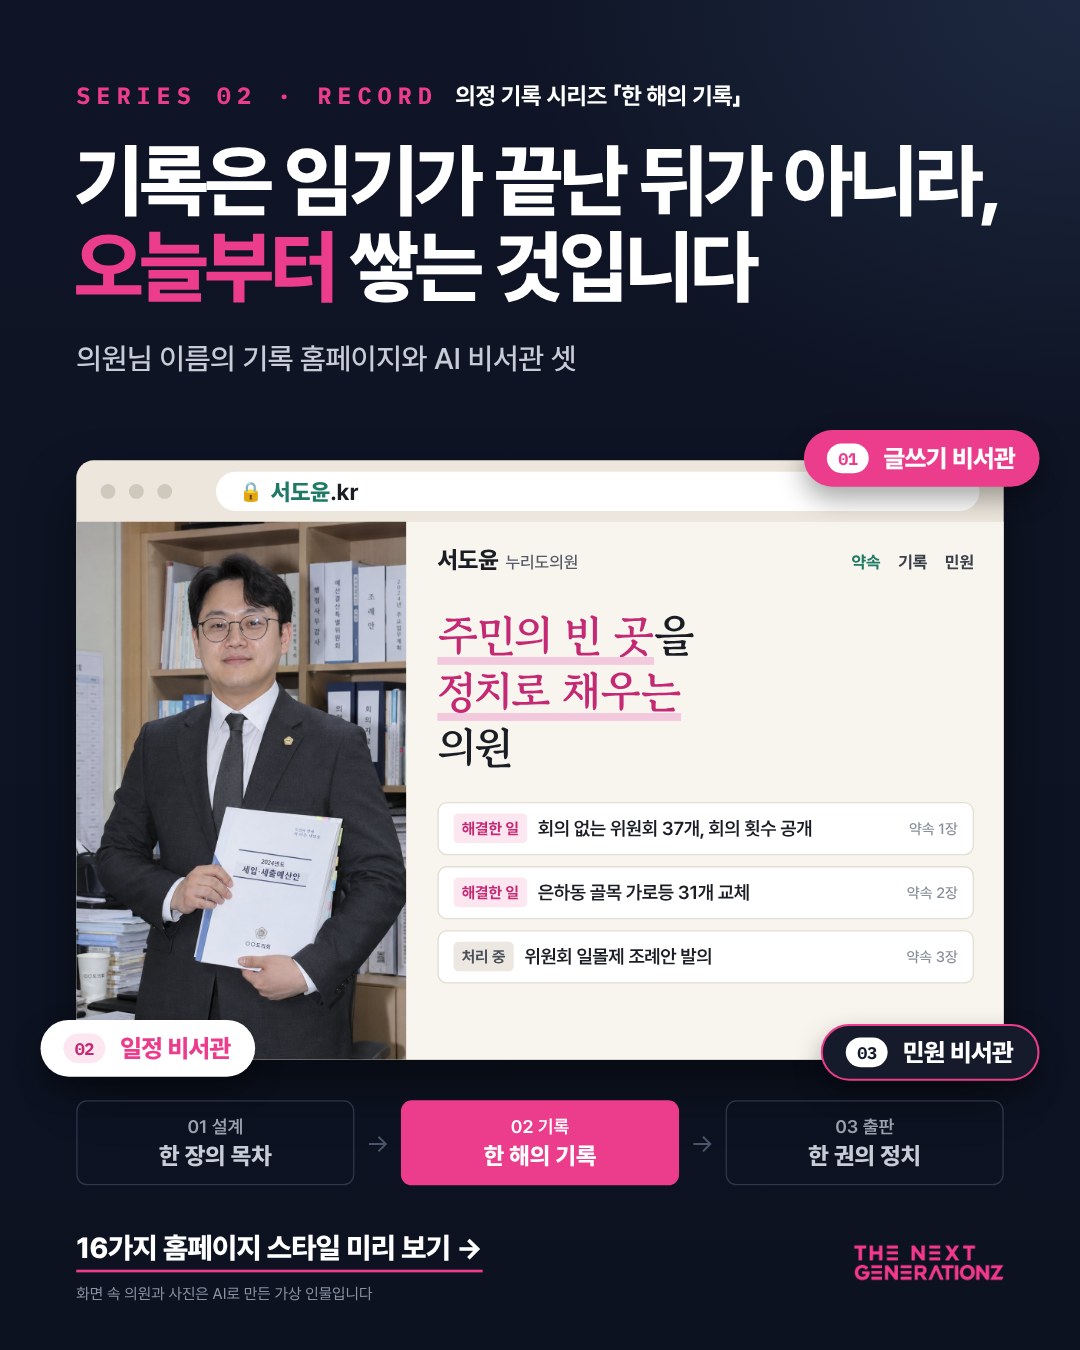 SERIES 02 · RECORD 의정 기록 시리즈 「한 해의 기록」
기록은 임기가 끝난 뒤가 아니라,
오늘부터 쌓는 것입니다
의원님 이름의 기록 홈페이지와 AI 비서관 셋
01 글쓰기 비서관
서도윤.kr
서도윤 누리도의원
약속 기록 민원
주민의 빈 곳을
정치로 채우는
의원
해결한 일 회의 없는 위원회 37개, 회의 횟수 공개 약속 1장
해결한 일 은하동 골목 가로등 31개 교체 약속 2장
처리 중 위원회 일몰제 조례안 발의 약속 3장
2024년도
세입·세출예산안
02 일정 비서관
03 민원 비서관
01 설계
한 장의 목차
→
02 기록
한 해의 기록
→
03 출판
한 권의 정치
16가지 홈페이지 스타일 미리 보기 →
화면 속 의원과 사진은 AI로 만든 가상 인물입니다
THE NEXT
GENERATIONZ